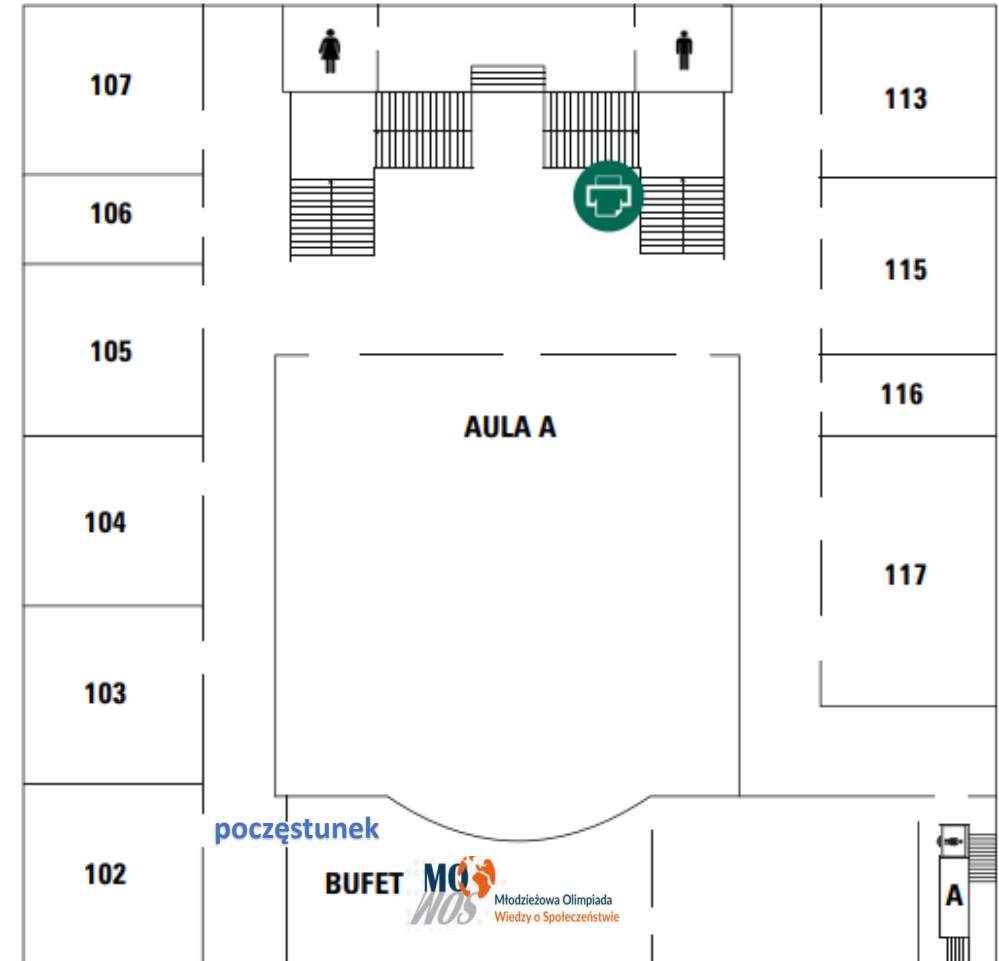 107
113
106
115
105
116
AULA A
104
117
103
poczęstunek
102
BUFET
MO
WOS
Młodzieżowa Olimpiada
Wiedzy o Społeczeństwie
A